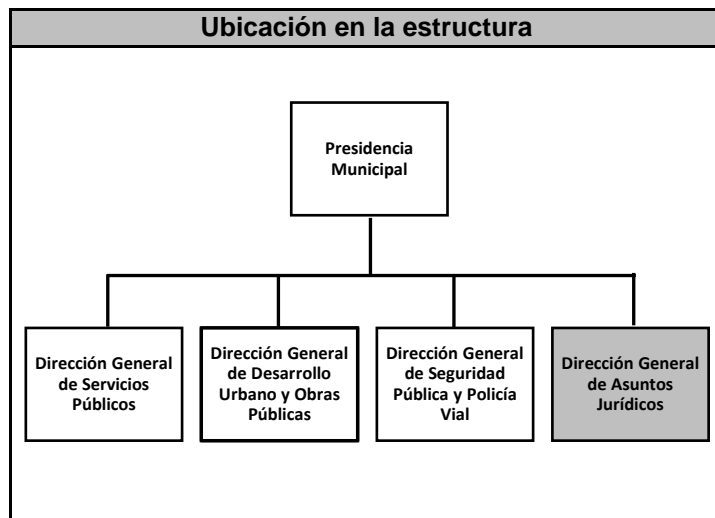 Ubicación en la estructura
Presidencia
Municipal
Dirección General
de Servicios
Públicos
Dirección General
de Desarrollo
Urbano y Obras
Públicas
Dirección General
de Seguridad
Pública y Policía
Vial
Dirección General
de Asuntos
Jurídicos